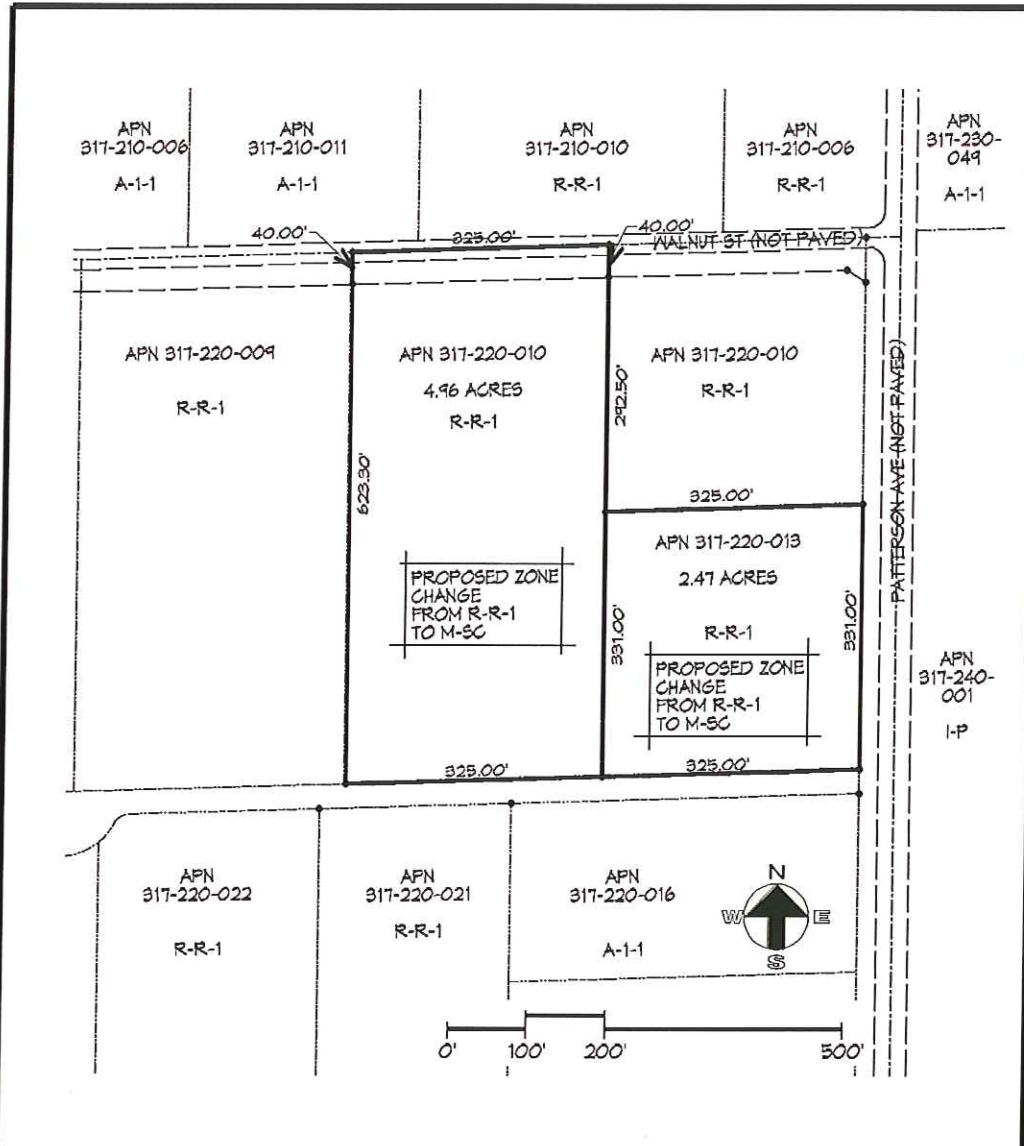 APN
317-210-006
A-1-1
APN
317-210-011
A-1-1
APN
317-210-010
R-R-1
APN
317-210-006
R-R-1
APN
317-230-
049
A-1-1
40.00'
325.00'
40.00'
WALNUT ST (NOT PAVED)
APN 317-220-009
R-R-1
APN 317-220-010
4.96 ACRES
R-R-1
APN 317-220-010
R-R-1
292.50'
623.30'
PATTERSON AVE (NOT PAVED)
325.00'
APN 317-220-013
2.47 ACRES
R-R-1
PROPOSED ZONE
CHANGE
FROM R-R-1
TO M-SC
331.00'
331.00'
PROPOSED ZONE
CHANGE
FROM R-R-1
TO M-SC
APN
317-240-
001
I-P
325.00'
325.00'
APN
317-220-022
R-R-1
APN
317-220-021
R-R-1
APN
317-220-016
A-1-1
N
W
E
S
0'
100'
200'
500'